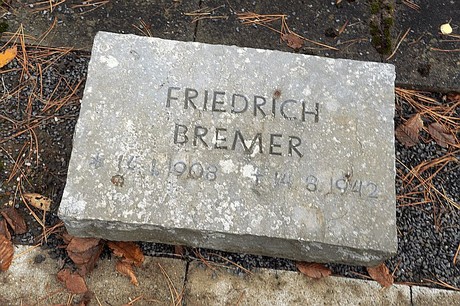 FRIEDRICH
BREMER
* 14.1.1908 † 14.8.1942